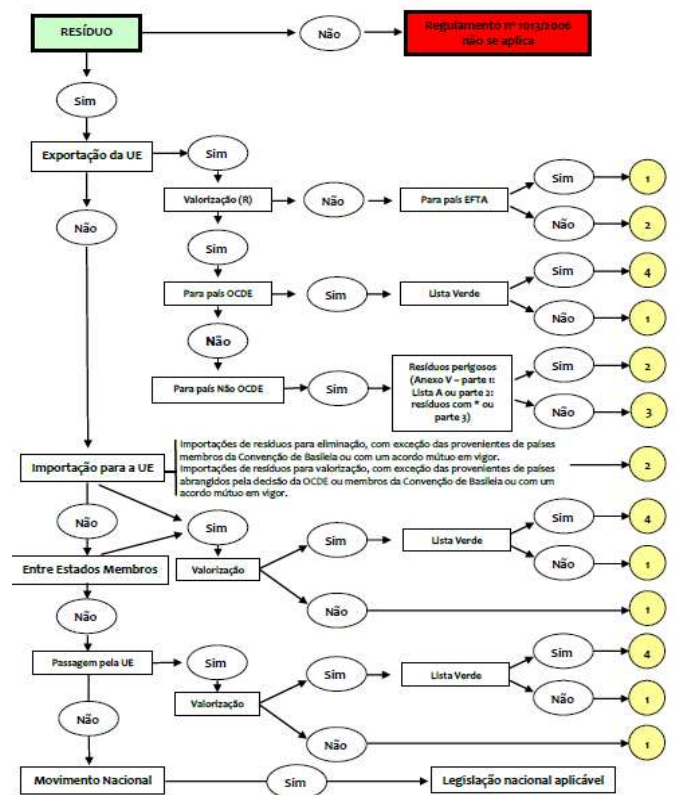 RESÍDUO
Não
Regulamento nº 1013/2006
não se aplica
Sim
Exportação da UE
Sim
Não
Valorização (R)
Não
Para país EFTA
Sim
1
Não
2
Sim
Para país OCDE
Sim
Lista Verde
Sim
4
Não
1
Não
Para país Não OCDE
Sim
Resíduos perigosos
(Anexo V – parte 1:
Lista A ou parte 2:
resíduos com * ou
parte 3)
Sim
2
Não
3
Importação para a UE
Importações de resíduos para eliminação, com exceção das provenientes de países
membros da Convenção de Basileia ou com um acordo mútuo em vigor.
Importações de resíduos para valorização, com exceção das provenientes de países
abrangidos pela decisão da OCDE ou membros da Convenção de Basileia ou com um
acordo mútuo em vigor.
2
Não
Sim
Entre Estados Membros
Valorização
Sim
Lista Verde
Sim
4
Não
1
Não
1
Não
Passagem pela UE
Sim
Valorização
Sim
Lista Verde
Sim
4
Não
1
Não
1
Não
Movimento Nacional
Sim
Legislação nacional aplicável